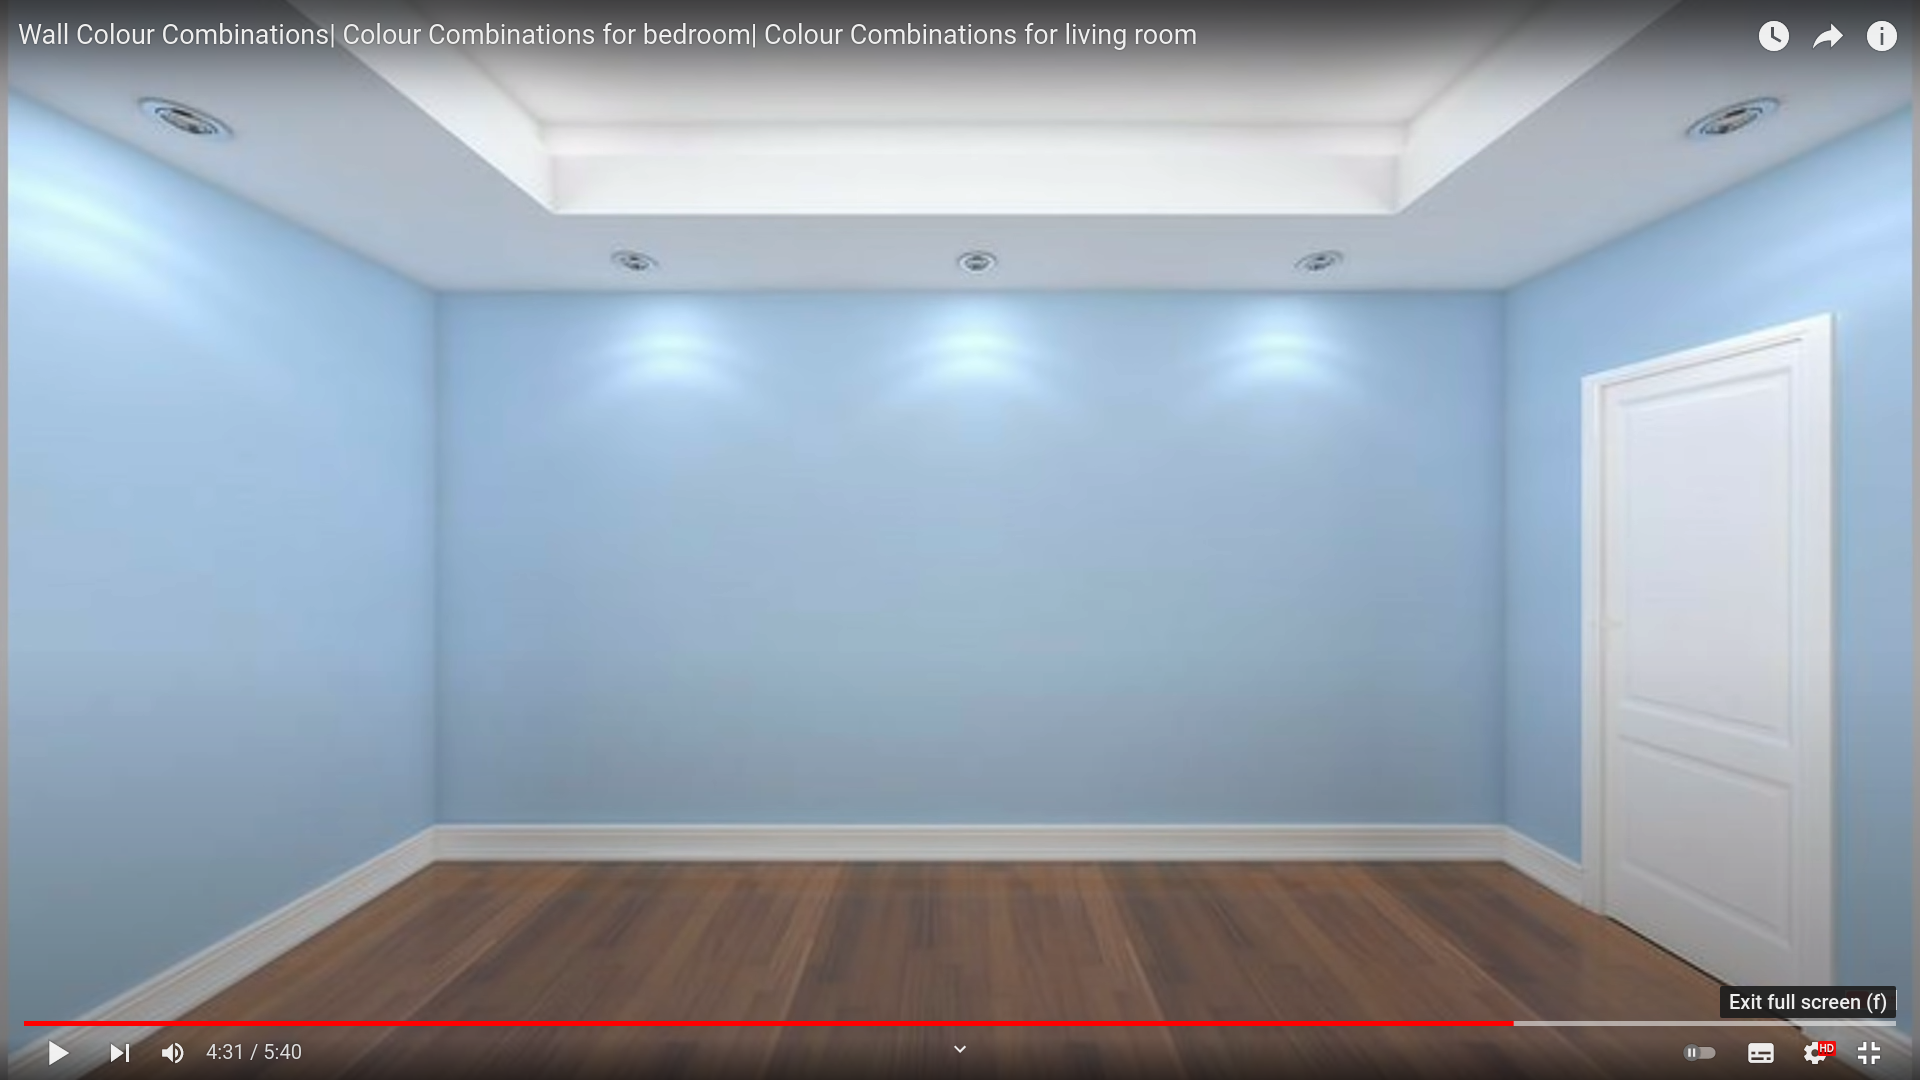 Wall Colour Combinations| Colour Combinations for bedroom| Colour Combinations for living room
Exit full screen (f)
4:31 / 5:40
HD